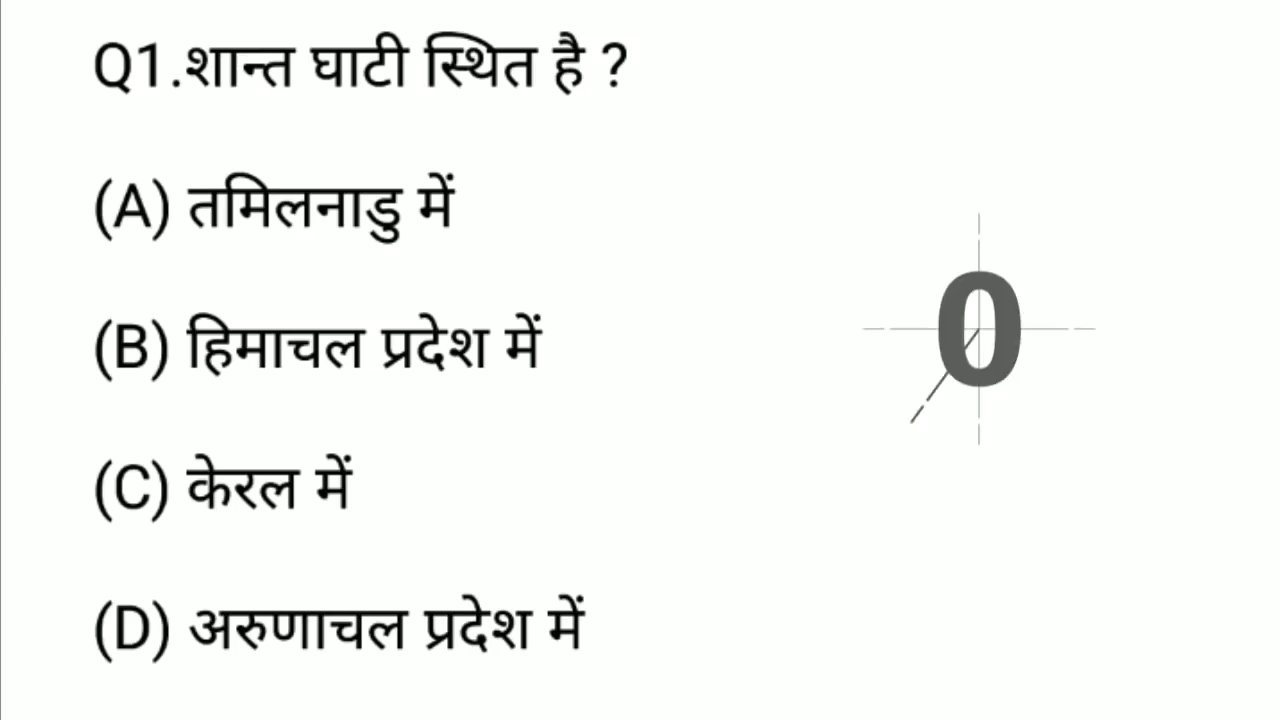 Q1.शान्त घाटी स्थित है ?
(A) तमिलनाडु में
(B) हिमाचल प्रदेश में
0
(C) केरल में
(D) अरुणाचल प्रदेश में